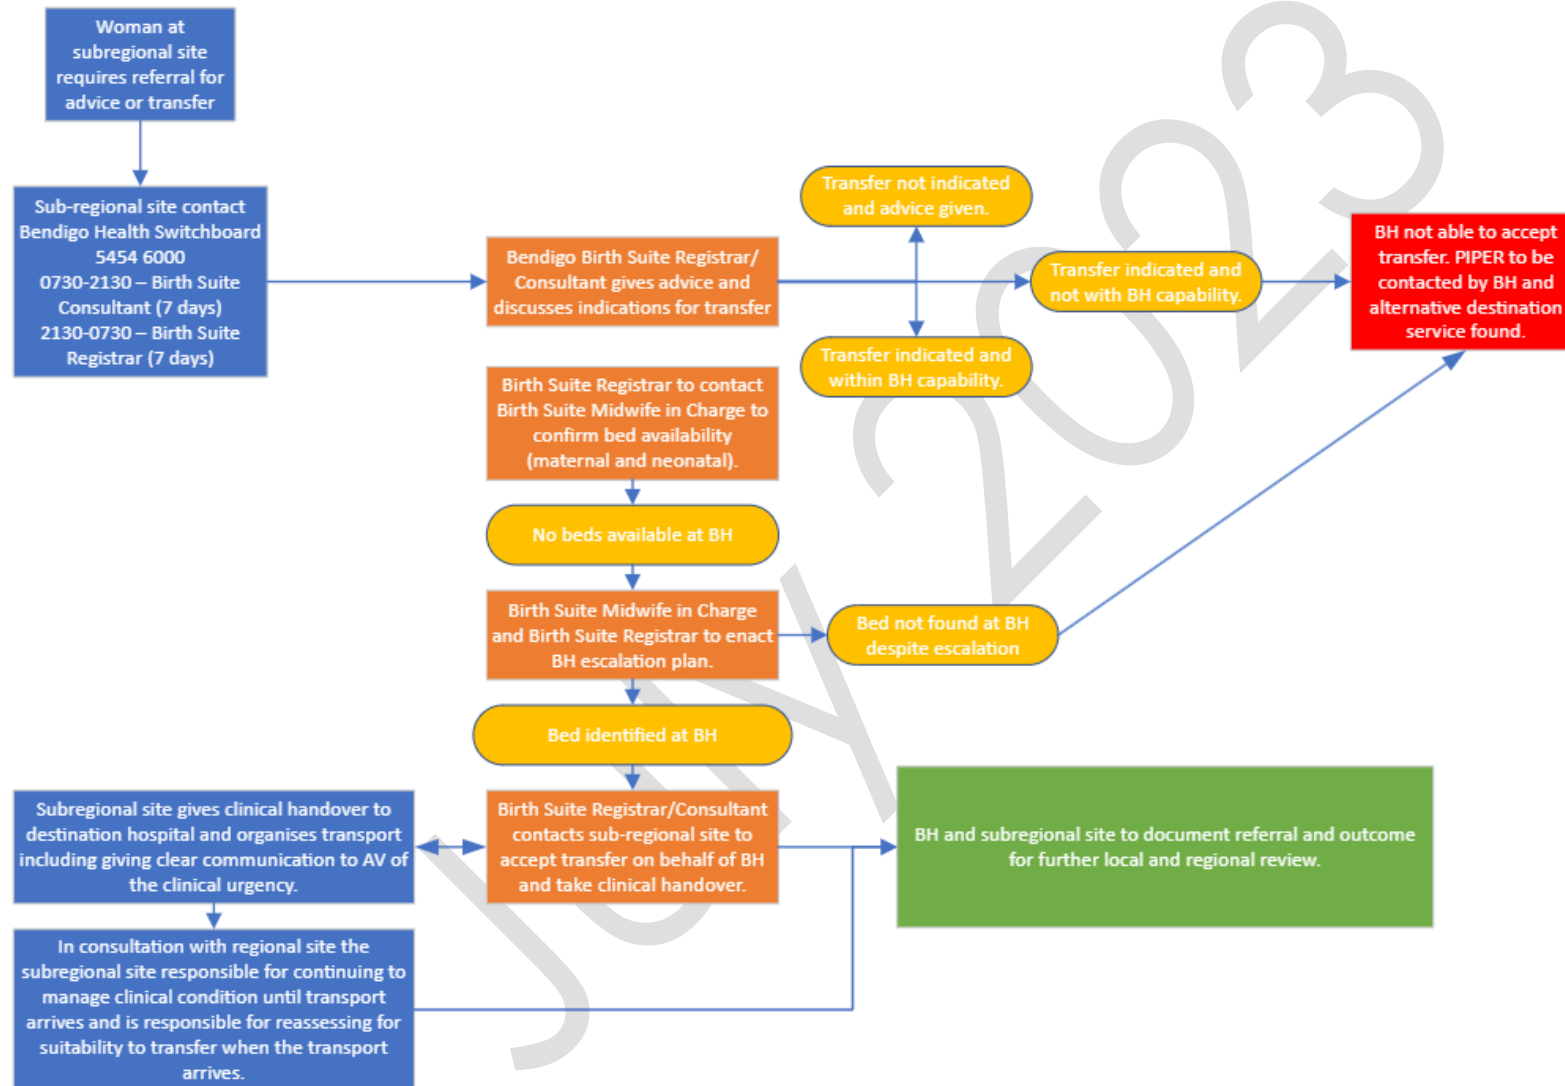 Woman at
subregional site
requires referral for
advice or transfer
Sub-regional site contact
Bendigo Health Switchboard
5454 6000
0730-2130 – Birth Suite
Consultant (7 days)
2130-0730 – Birth Suite
Registrar (7 days)
Bendigo Birth Suite Registrar/
Consultant gives advice and
discusses indications for transfer
Transfer not indicated
and advice given.
Transfer indicated and
not with BH capability.
Transfer indicated and
within BH capability.
BH not able to accept
transfer. PIPER to be
contacted by BH and
alternative destination
service found.
Birth Suite Registrar to contact
Birth Suite Midwife in Charge to
confirm bed availability
(maternal and neonatal).
No beds available at BH
Birth Suite Midwife in Charge
and Birth Suite Registrar to enact
BH escalation plan.
Bed not found at BH
despite escalation
Bed identified at BH
Birth Suite Registrar/Consultant
contacts sub-regional site to
accept transfer on behalf of BH
and take clinical handover.
Subregional site gives clinical handover to
destination hospital and organises transport
including giving clear communication to AV of
the clinical urgency.
In consultation with regional site the
subregional site responsible for continuing to
manage clinical condition until transport
arrives and is responsible for reassessing for
suitability to transfer when the transport
arrives.
BH and subregional site to document referral and outcome
for further local and regional review.
July 2023